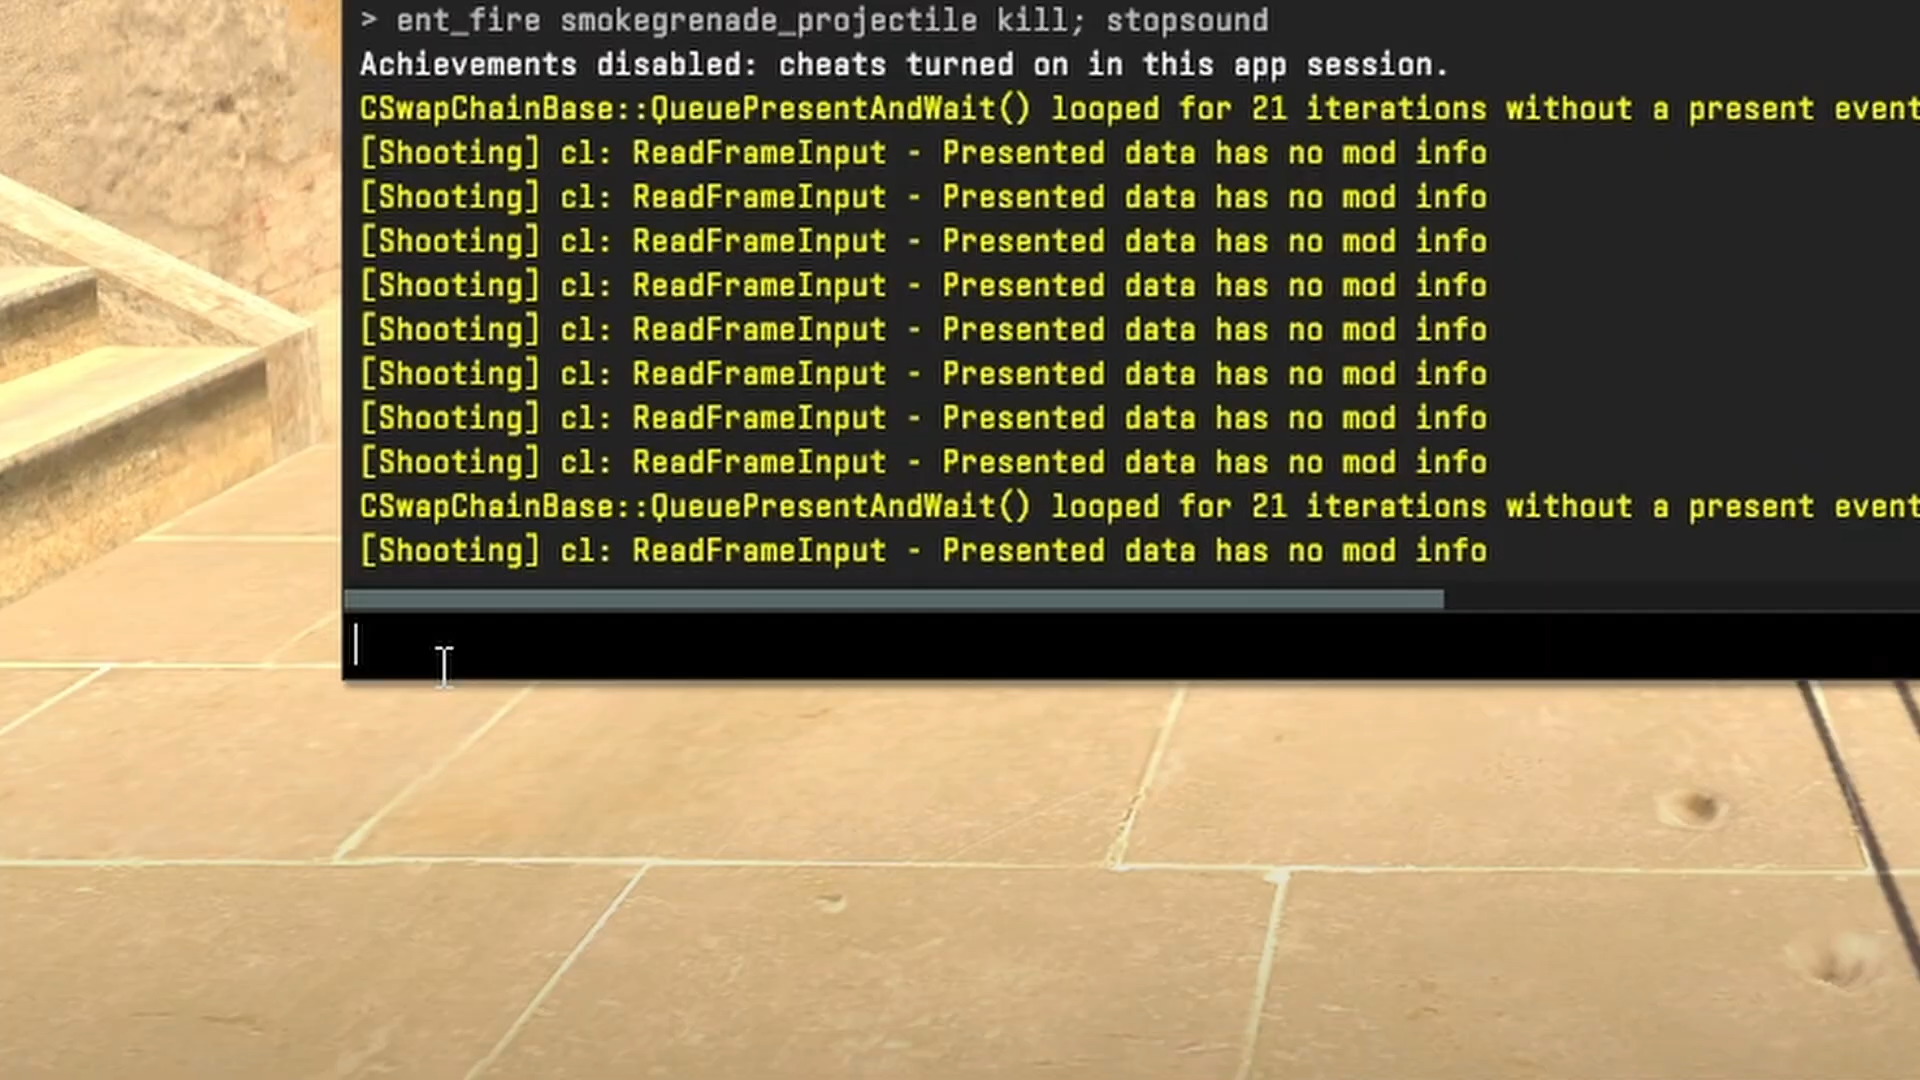 > ent_fire smokegrenade_projectile kill; stopsound
Achievements disabled: cheats turned on in this app session.
CSwapChainBase::QueuePresentAndWait() looped for 21 iterations without a present event
[Shooting] cl: ReadFrameInput - Presented data has no mod info
[Shooting] cl: ReadFrameInput - Presented data has no mod info
[Shooting] cl: ReadFrameInput - Presented data has no mod info
[Shooting] cl: ReadFrameInput - Presented data has no mod info
[Shooting] cl: ReadFrameInput - Presented data has no mod info
[Shooting] cl: ReadFrameInput - Presented data has no mod info
[Shooting] cl: ReadFrameInput - Presented data has no mod info
[Shooting] cl: ReadFrameInput - Presented data has no mod info
CSwapChainBase::QueuePresentAndWait() looped for 21 iterations without a present event
[Shooting] cl: ReadFrameInput - Presented data has no mod info